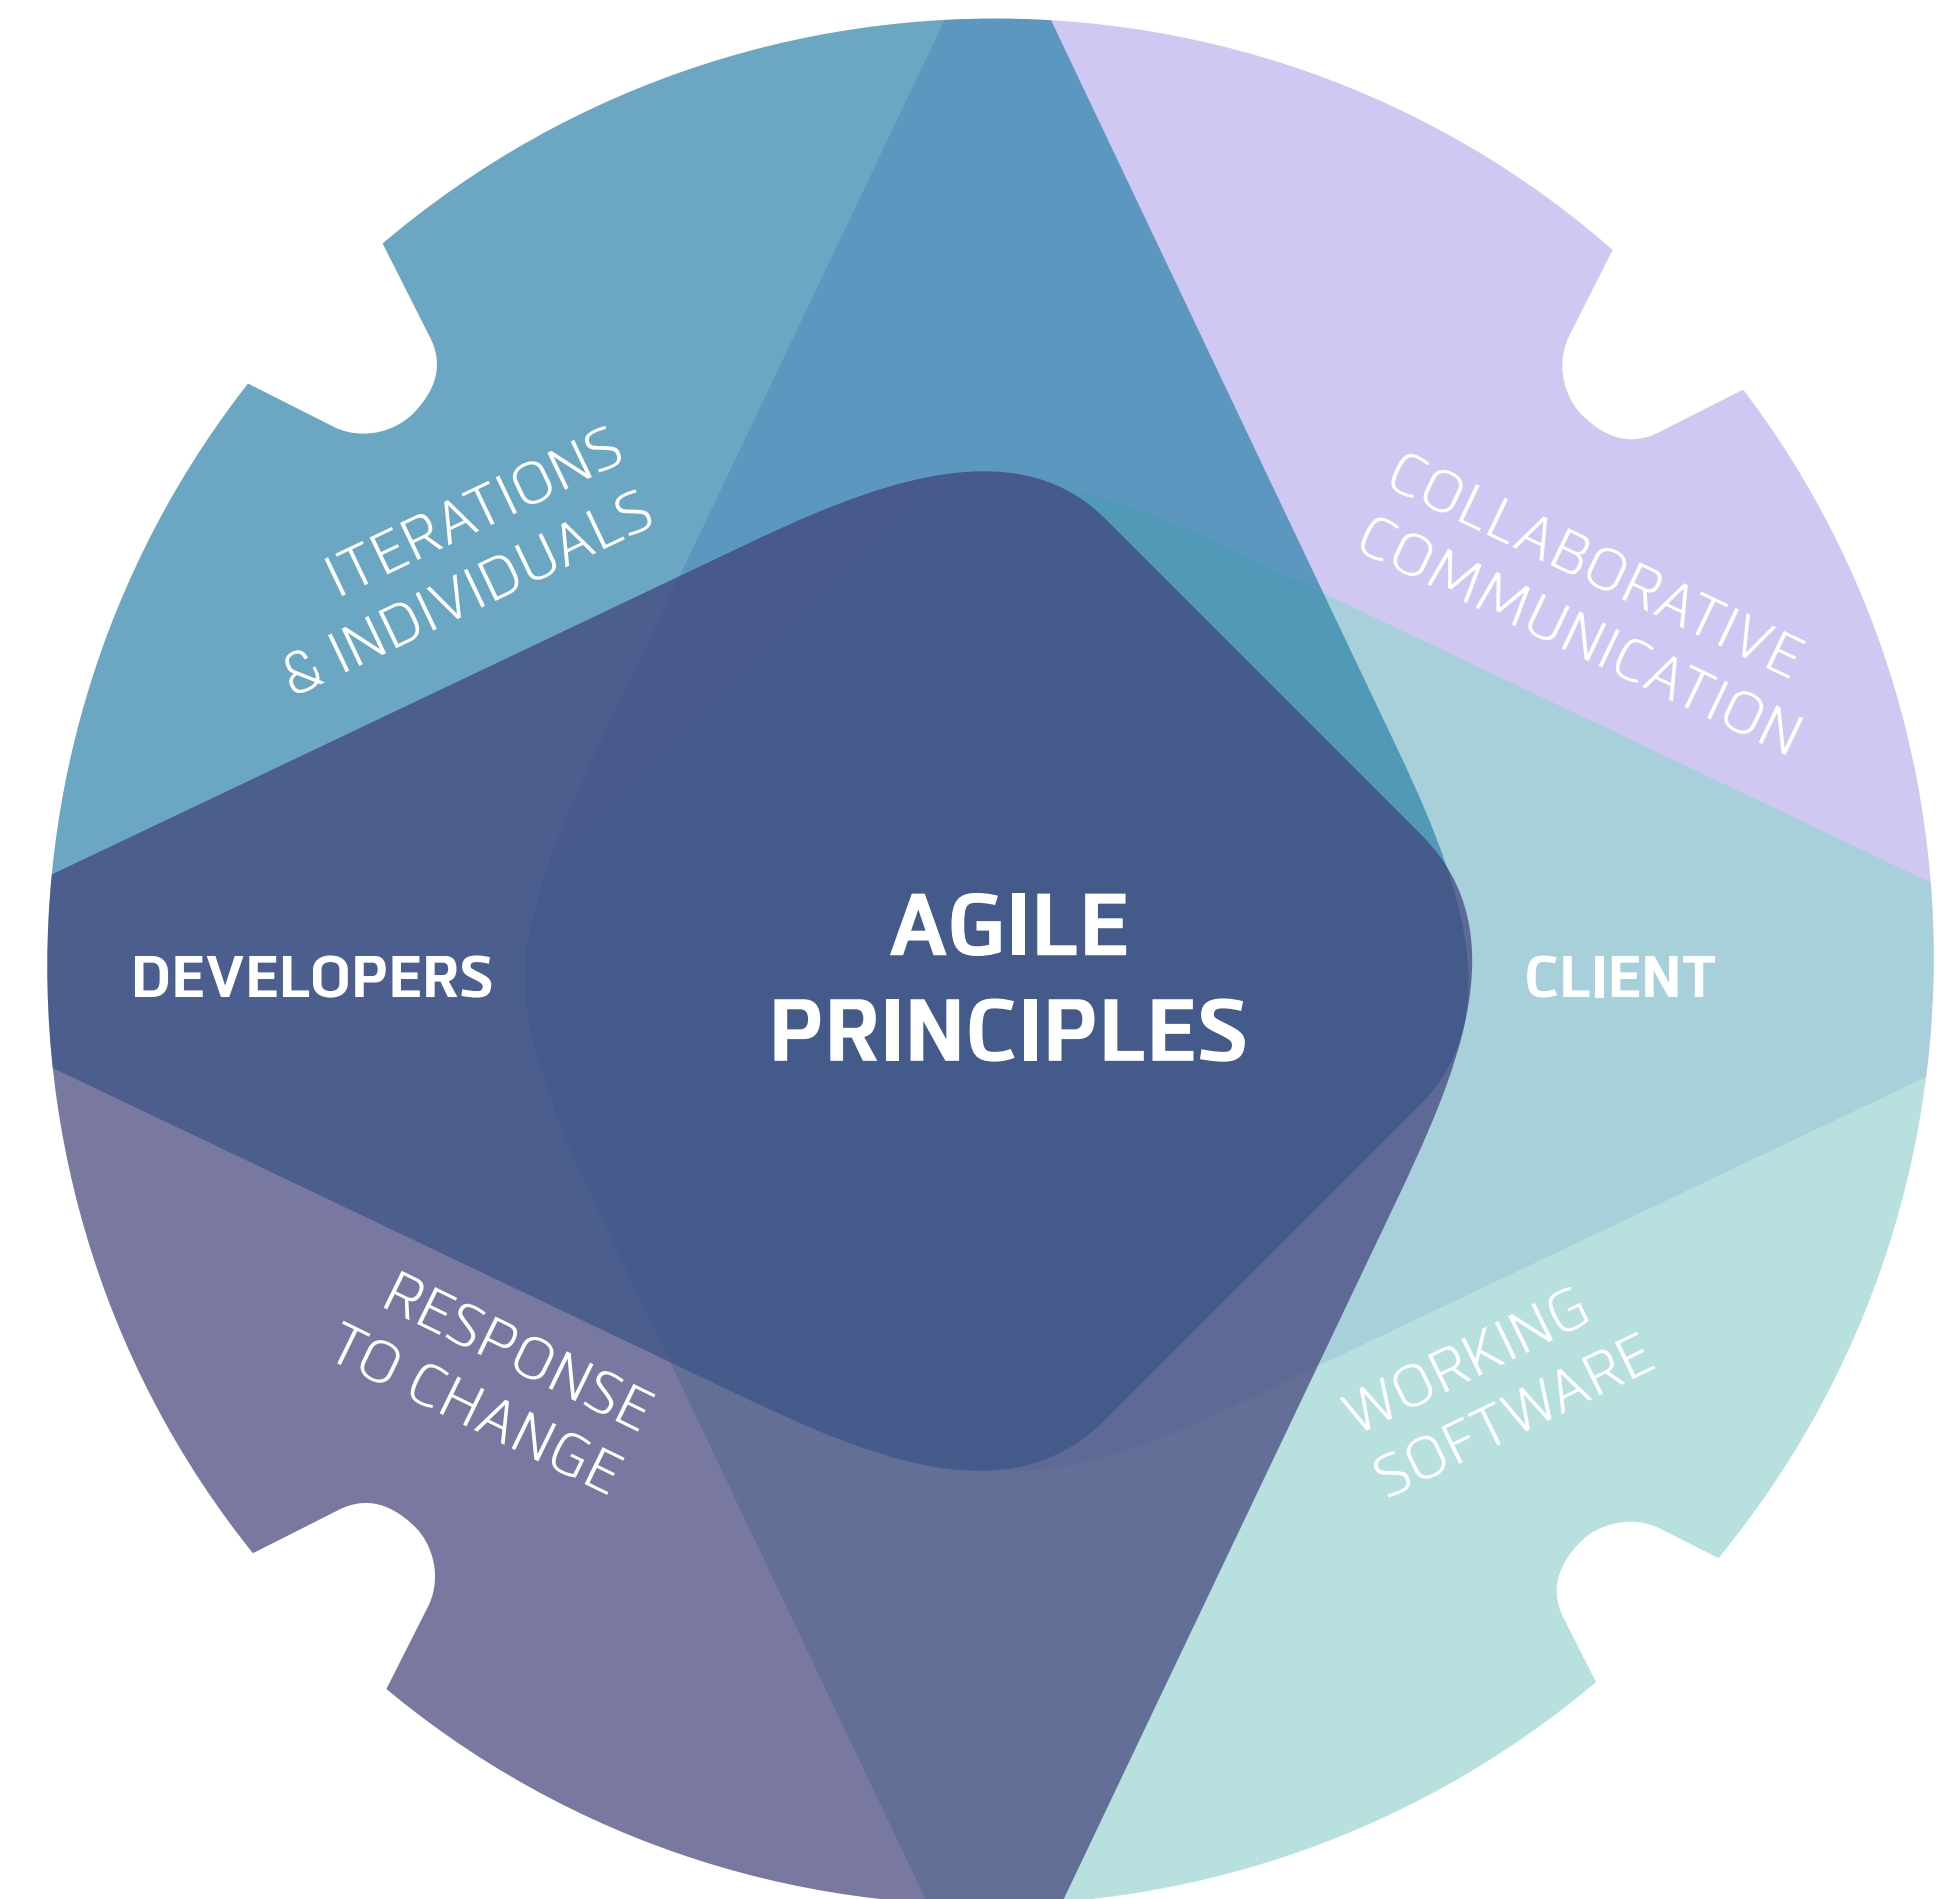 ITERATIONS
& INDIVIDUALS
COLLABORATIVE
COMMUNICATION
DEVELOPERS
AGILE
PRINCIPLES
CLIENT
RESPONSE
TO CHANGE
WORKING
SOFTWARE